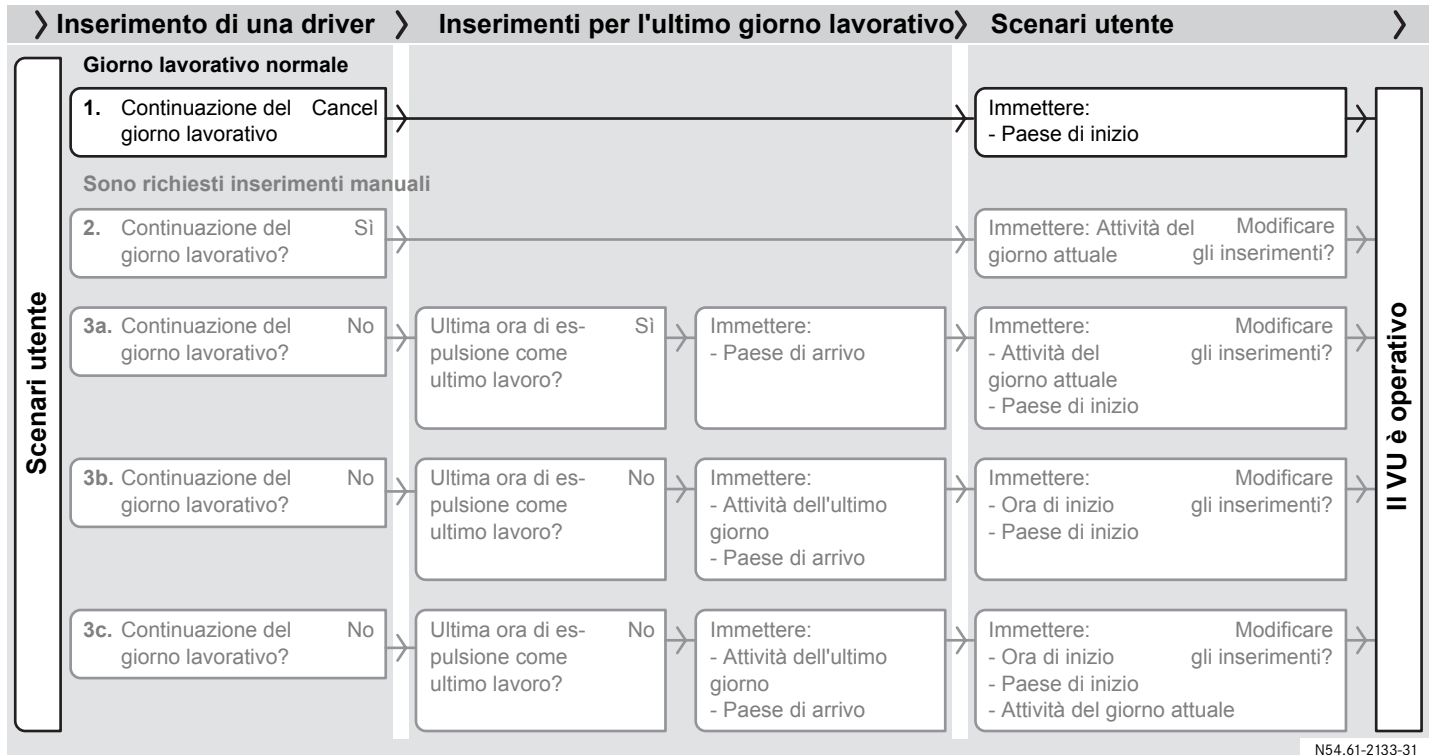 Inserimento di una driver
Inserimenti per l'ultimo giorno lavorativo
Scenari utente
Scenari utente
Giorno lavorativo normale
1. Continuazione del Cancel
giorno lavorativo
Immettere:
- Paese di inizio
Sono richiesti inserimenti manuali
2. Continuazione del Sì
giorno lavorativo?
Immettere: Attività del Modificare
giorno attuale gli inserimenti?
3a. Continuazione del No
giorno lavorativo?
Ultima ora di es- Sì
pulsione come
ultimo lavoro?
Immettere:
- Paese di arrivo
Immettere: Modificare
- Attività del gli inserimenti?
giorno attuale
- Paese di inizio
3b. Continuazione del No
giorno lavorativo?
Ultima ora di es- No
pulsione come
ultimo lavoro?
Immettere:
- Attività dell'ultimo
giorno
- Paese di arrivo
Immettere: Modificare
- Ora di inizio gli inserimenti?
- Paese di inizio
3c. Continuazione del No
giorno lavorativo?
Ultima ora di es- No
pulsione come
ultimo lavoro?
Immettere:
- Attività dell'ultimo
giorno
- Paese di arrivo
Immettere: Modificare
- Ora di inizio gli inserimenti?
- Paese di inizio
- Attività del giorno attuale
Il VU è operativo
N54.61-2133-31